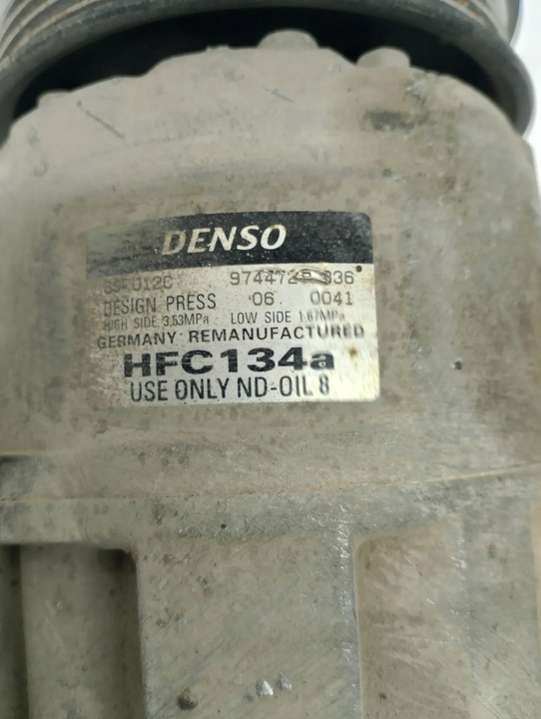 DENSO
06 0041
DESIGN PRESS
HIGH SIDE 3.53MPa LOW SIDE 1.67MPa
GERMANY REMANUFACTURED
HFC134a
USE ONLY ND-OIL 8